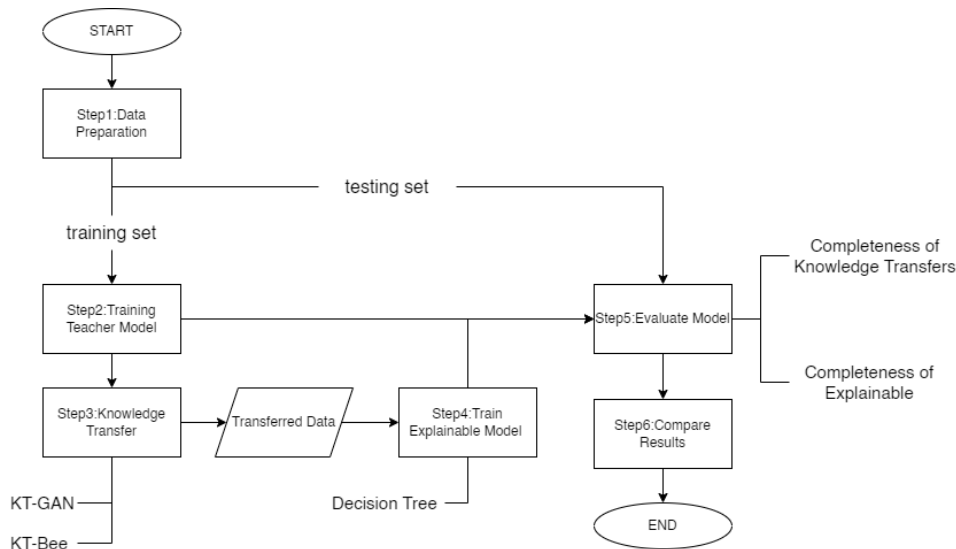 START
Step1:Data
Preparation
testing set
training set
Completeness of
Knowledge Transfers
Step2:Training
Teacher Model
Step5:Evaluate Model
Completeness of
Explainable
Step3:Knowledge
Transfer
Transferred Data
Step4:Train
Explainable Model
Step6:Compare
Results
KT-GAN
Decision Tree
KT-Bee
END